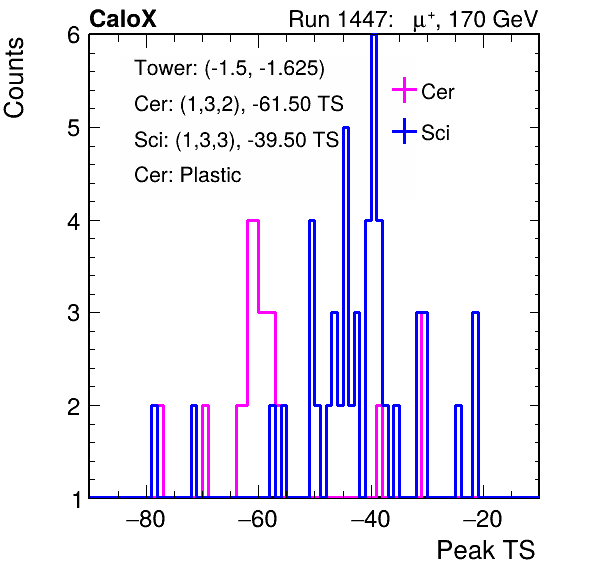 CaloX Run 1447: μ⁺, 170 GeV
Counts
Tower: (-1.5, -1.625)
Cer: (1,3,2), -61.50 TS
Sci: (1,3,3), -39.50 TS
Cer: Plastic
Cer
Sci
6
5
4
3
2
1
−80 −60 −40 −20
Peak TS